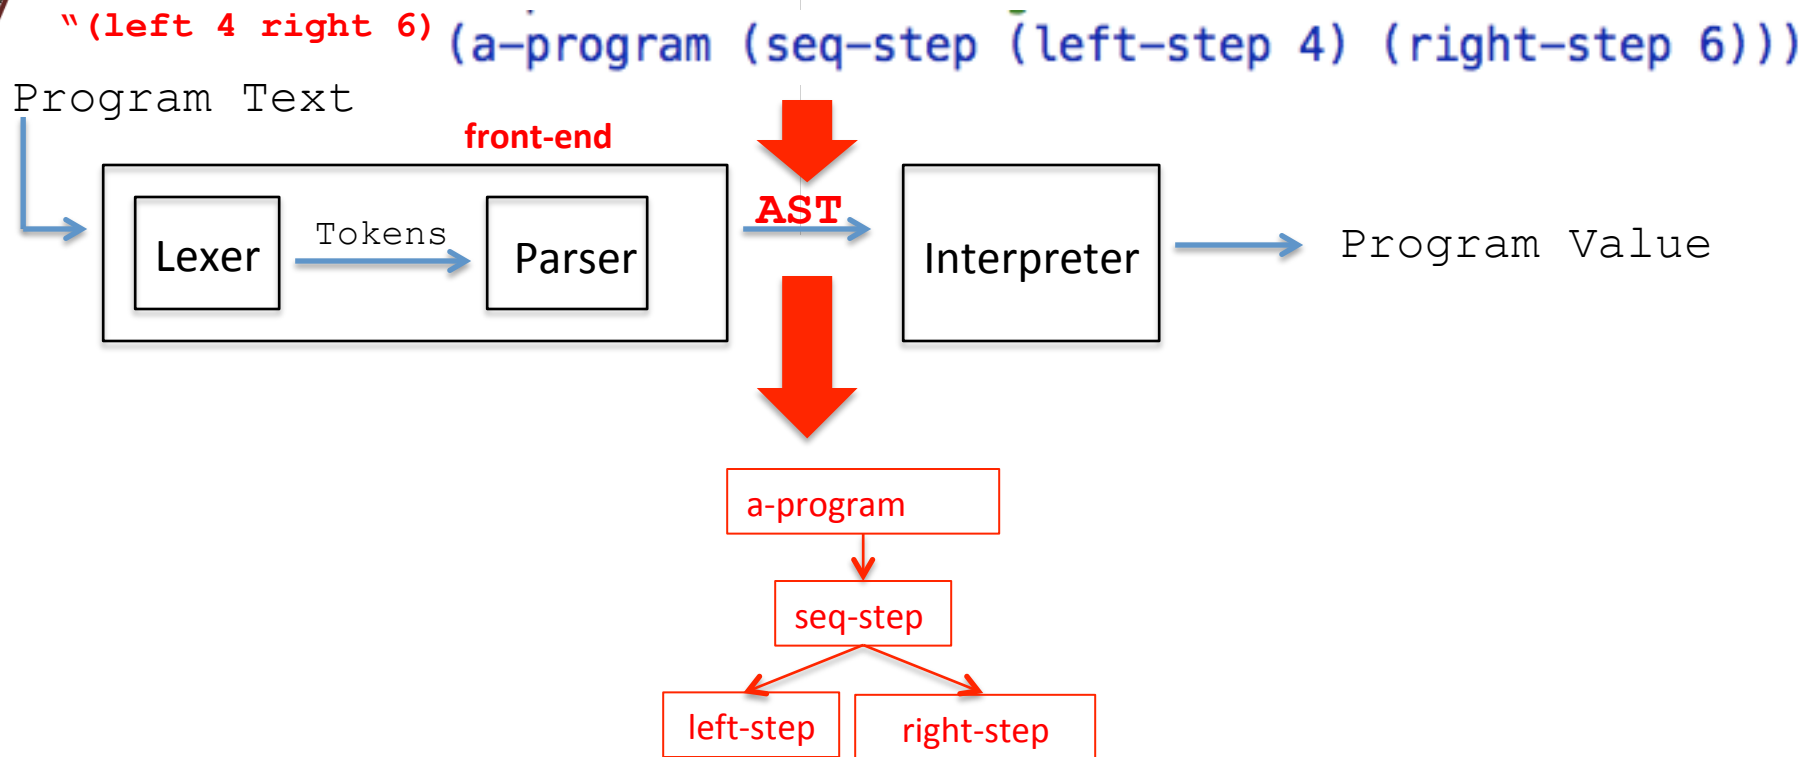 “(left 4 right 6)
(a-program (seq-step (left-step 4) (right-step 6)))
Program Text
front-end
AST
Lexer
Tokens
Parser
Interpreter
Program Value
a-program
seq-step
left-step
right-step